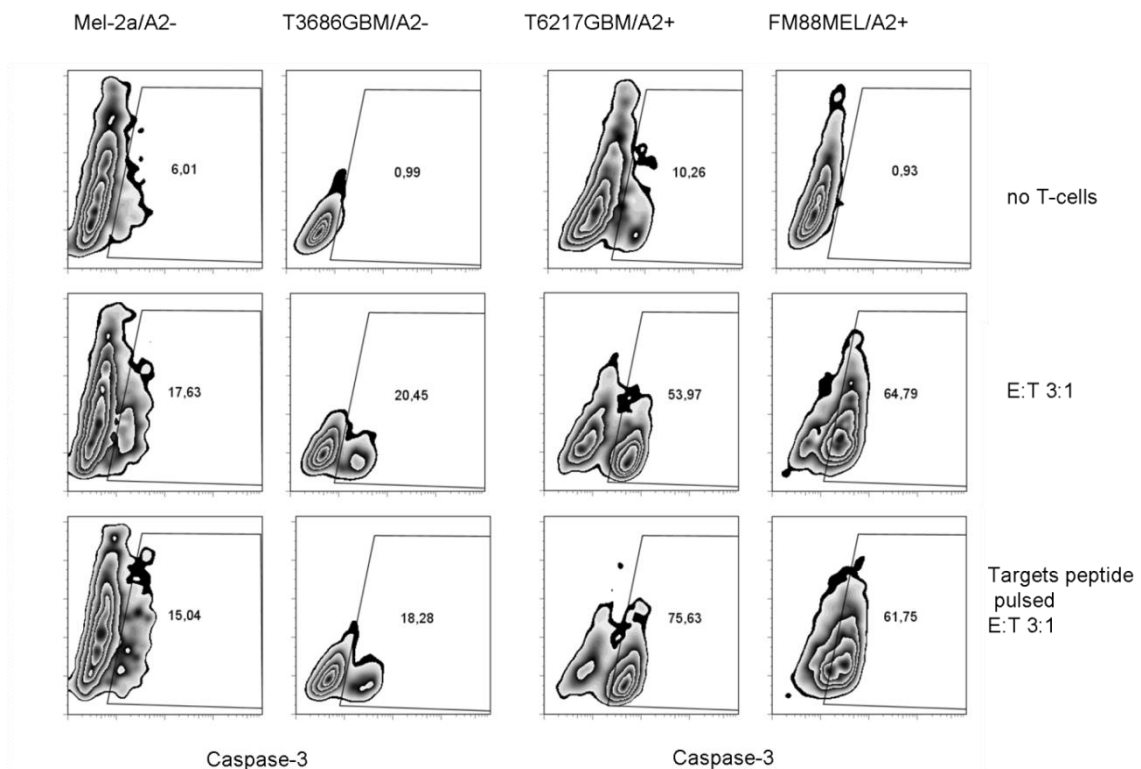 Mel-2a/A2- T3686GBM/A2- T6217GBM/A2+ FM88MEL/A2+
6,01 0,99 10,26 0,93 no T-cells
17,63 20,45 53,97 64,79 E:T 3:1
15,04 18,28 75,63 61,75 Targets peptide
pulsed
E:T 3:1
Caspase-3 Caspase-3